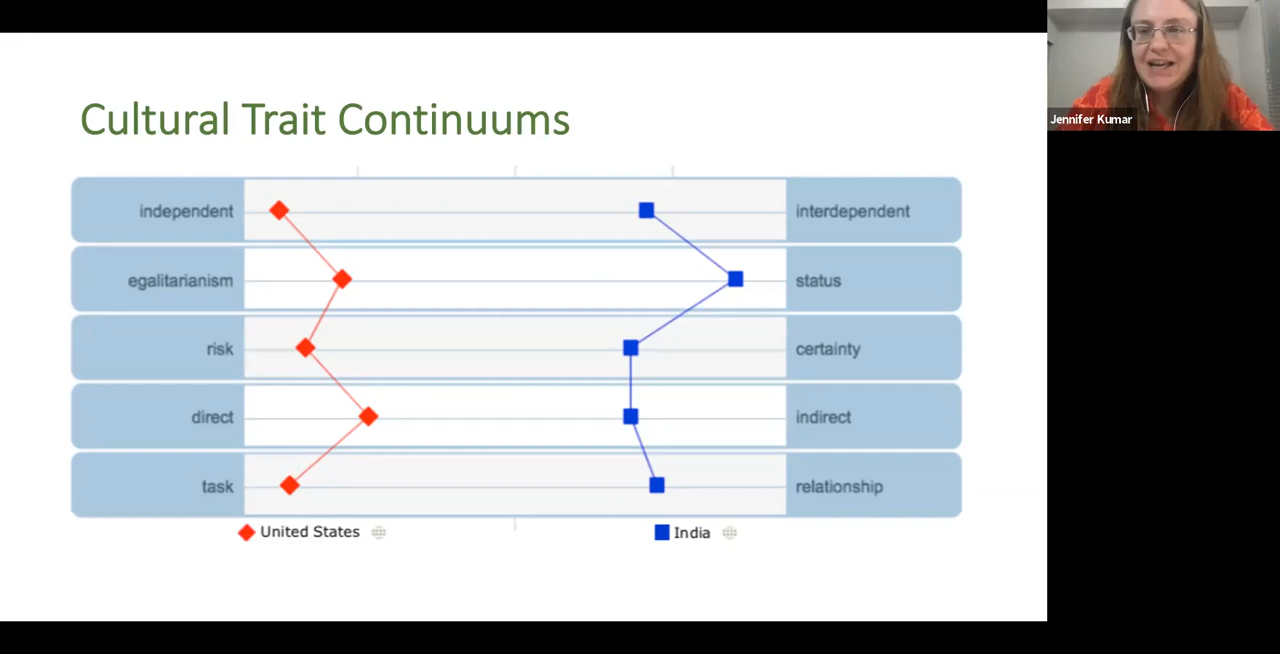 Cultural Trait Continuums
independent interdependent
egalitarianism status
risk certainty
direct indirect
task relationship
United States India
Jennifer Kumar